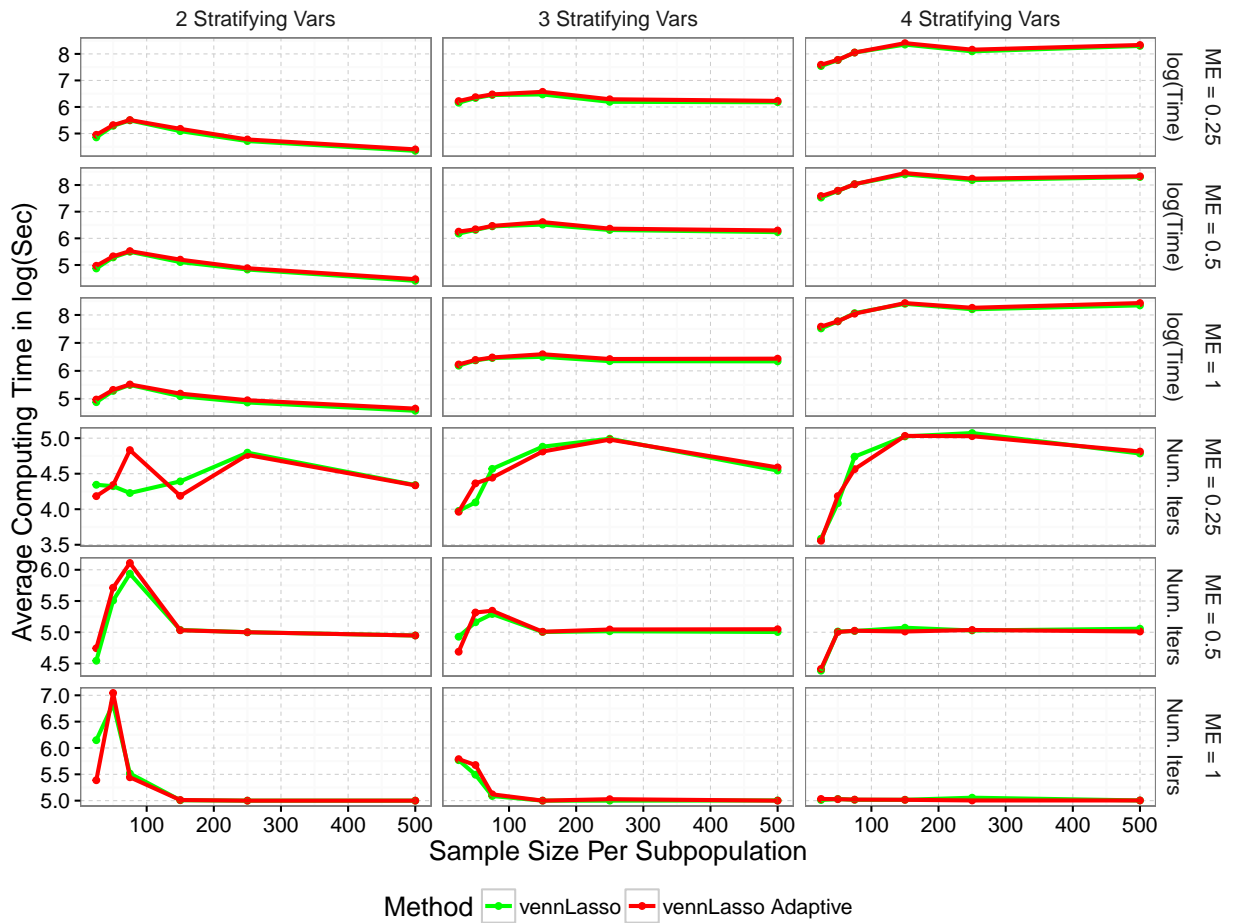 2 Stratifying Vars
3 Stratifying Vars
4 Stratifying Vars
Average Computing Time in log(Sec)
8
7
6
5
log(Time)
ME = 0.25
8
7
6
5
log(Time)
ME = 0.5
8
7
6
5
log(Time)
ME = 1
5.0
4.5
4.0
3.5
Num. Iters
ME = 0.25
6.0
5.5
5.0
4.5
Num. Iters
ME = 0.5
7.0
6.5
6.0
5.5
5.0
Num. Iters
ME = 1
100 200 300 400 500
100 200 300 400 500
100 200 300 400 500
Sample Size Per Subpopulation
Method vennLasso vennLasso Adaptive